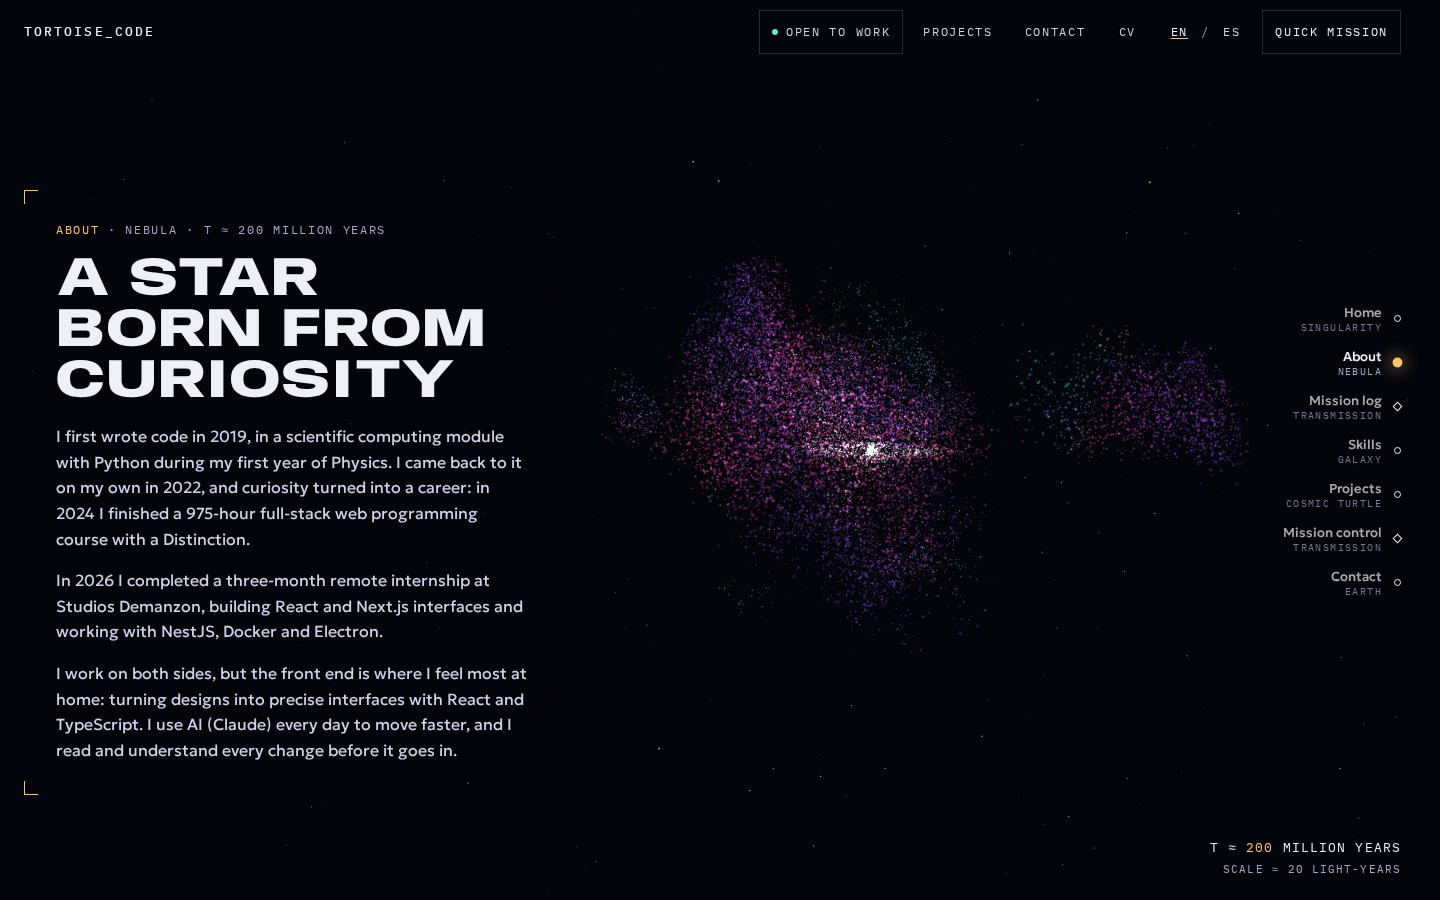 TORTOISE_CODE
OPEN TO WORK
PROJECTS
CONTACT
CV
EN / ES
QUICK MISSION
ABOUT · NEBULA · T ≈ 200 MILLION YEARS
A STAR
BORN FROM
CURIOSITY
I first wrote code in 2019, in a scientific computing module
with Python during my first year of Physics. I came back to it
on my own in 2022, and curiosity turned into a career: in
2024 I finished a 975-hour full-stack web programming
course with a Distinction.
In 2026 I completed a three-month remote internship at
Studios Demanzon, building React and Next.js interfaces and
working with NestJS, Docker and Electron.
I work on both sides, but the front end is where I feel most at
home: turning designs into precise interfaces with React and
TypeScript. I use AI (Claude) every day to move faster, and I
read and understand every change before it goes in.
Home
SINGULARITY
About
NEBULA
Mission log
TRANSMISSION
Skills
GALAXY
Projects
COSMIC TURTLE
Mission control
TRANSMISSION
Contact
EARTH
T ≈ 200 MILLION YEARS
SCALE ≈ 20 LIGHT-YEARS